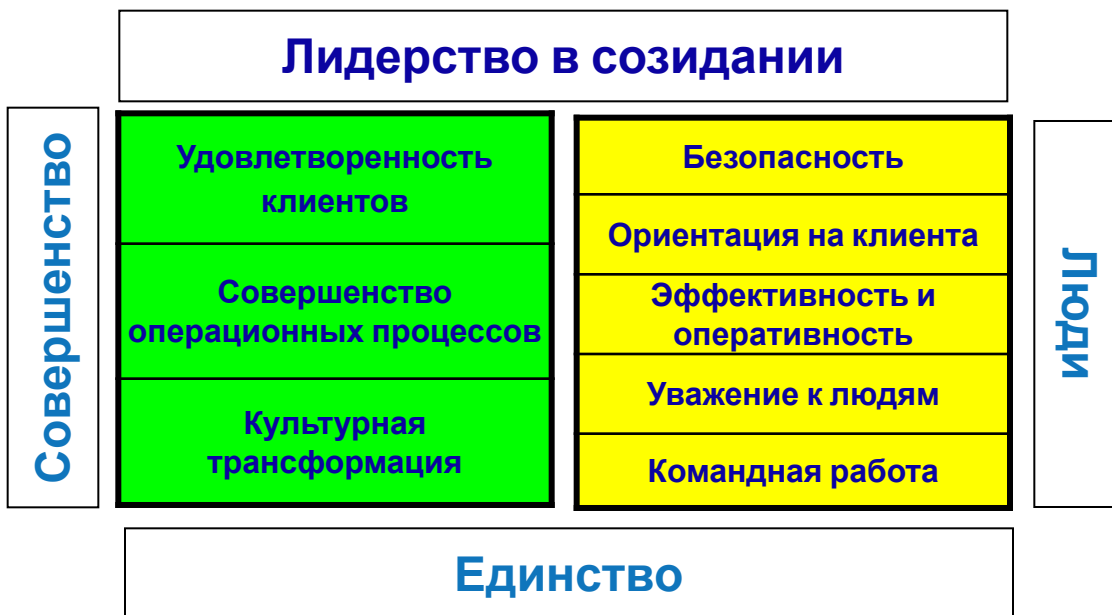 Лидерство в созидании
Совершенство
Удовлетворенность
клиентов
Совершенство
операционных процессов
Культурная
трансформация
Безопасность
Ориентация на клиента
Эффективность и
оперативность
Уважение к людям
Командная работа
Люди
Единство